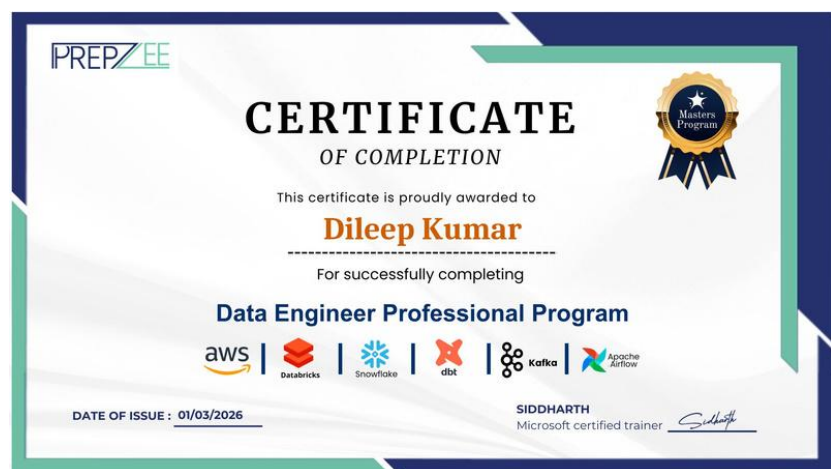 PREPZEE
Masters
Program
CERTIFICATE
OF COMPLETION
This certificate is proudly awarded to
Dileep Kumar
For successfully completing
Data Engineer Professional Program
aws
Databricks
Snowflake
dbt
Kafka
Apache
Airflow
DATE OF ISSUE : 01/03/2026
SIDDHARTH
Microsoft certified trainer Siddharth